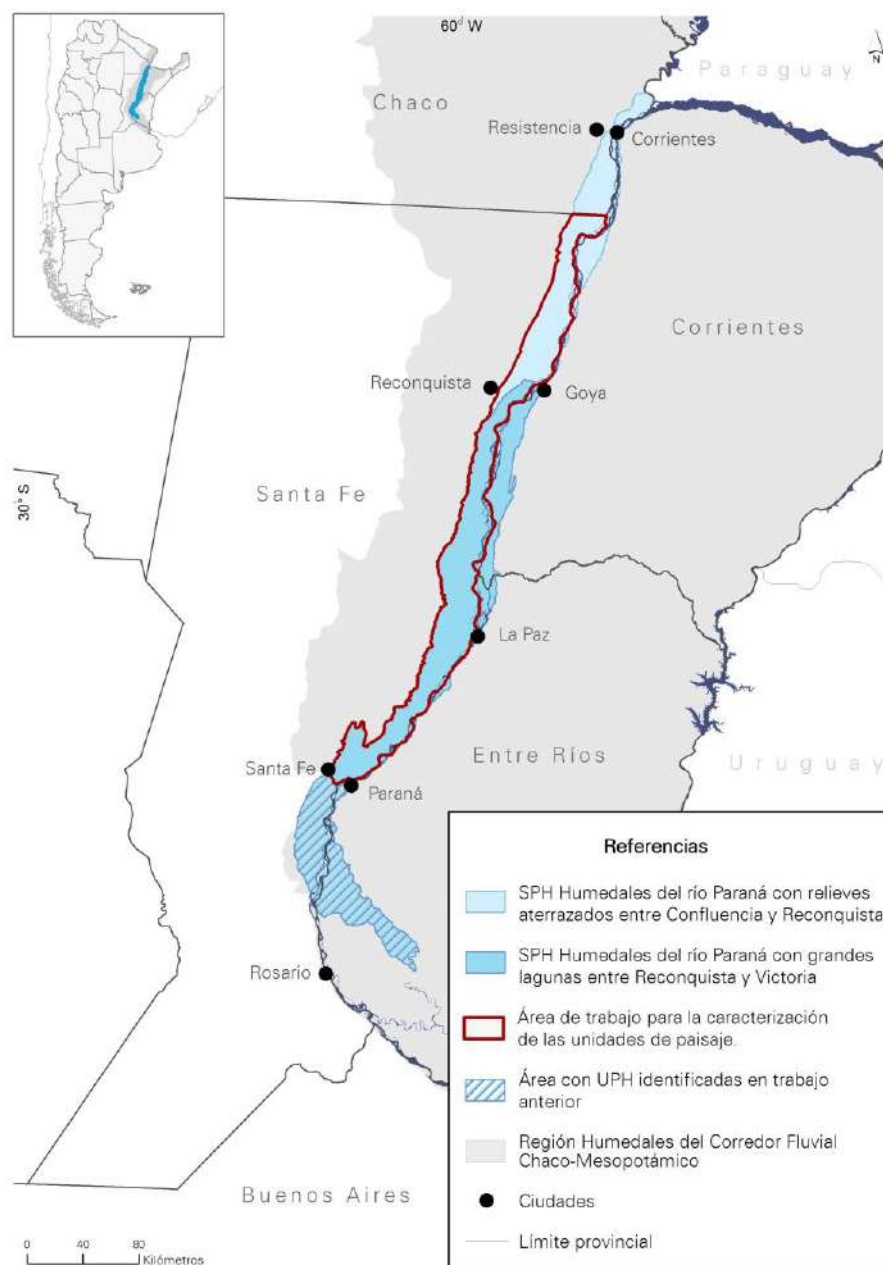 60° W
Paraguay
N
Chaco
Resistencia
Corrientes
Corrientes
Reconquista
Goya
30° S
Santa Fe
La Paz
Santa Fe
Entre Ríos
Paraná
Uruguay
Rosario
Buenos Aires
0 40 80
Kilómetros
Referencias
SPH Humedales del río Paraná con relieves
aterrazados entre Confluencia y Reconquista
SPH Humedales del río Paraná con grandes
lagunas entre Reconquista y Victoria
Área de trabajo para la caracterización
de las unidades de paisaje.
Área con UPH identificadas en trabajo
anterior
Región Humedales del Corredor Fluvial
Chaco-Mesopotámico
Ciudades
Límite provincial